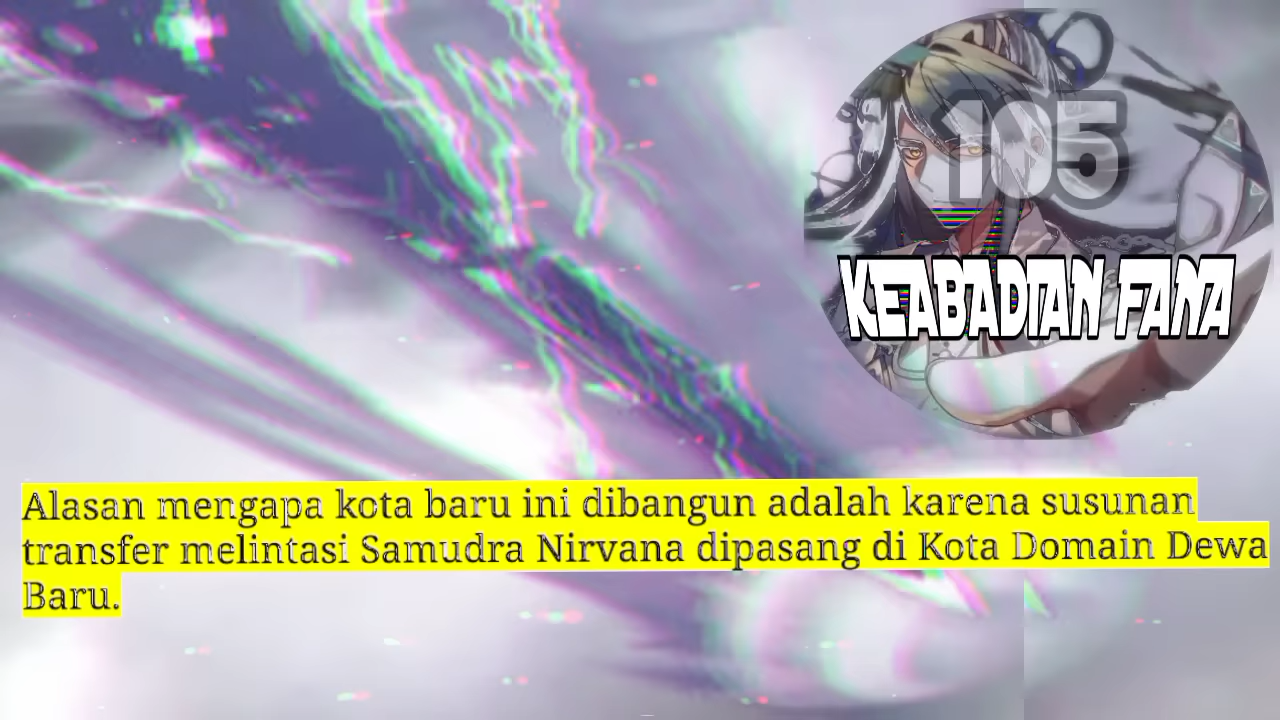 105
KEABADIAN FANA
Alasan mengapa kota baru ini dibangun adalah karena susunan
transfer melintasi Samudra Nirvana dipasang di Kota Domain Dewa
Baru.